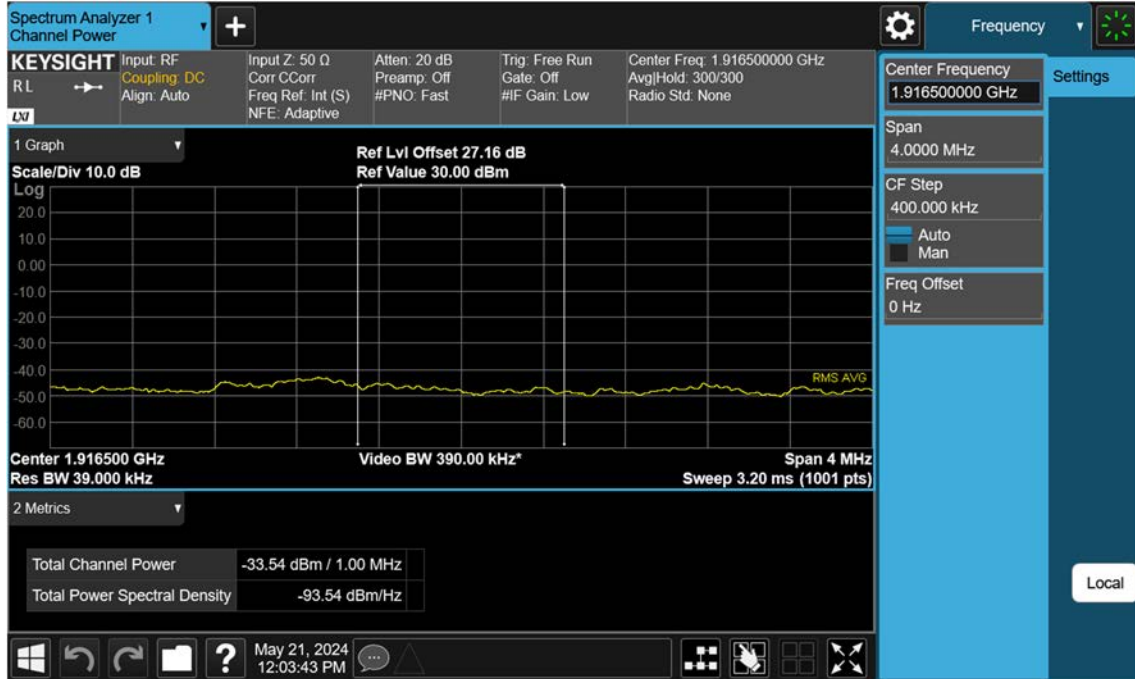 Spectrum Analyzer 1
Channel Power
Frequency
KEYSIGHT
R L
LXI
Input: RF
Coupling: DC
Align: Auto
Input Z: 50 Ω
Corr CCorr
Freq Ref: Int (S)
NFE: Adaptive
Atten: 20 dB
Preamp: Off
#PNO: Fast
Trig: Free Run
Gate: Off
#IF Gain: Low
Center Freq: 1.916500000 GHz
Avg|Hold: 300/300
Radio Std: None
Center Frequency
1.916500000 GHz
Settings
Span
4.0000 MHz
CF Step
400.000 kHz
Auto
Man
Freq Offset
0 Hz
Local
1 Graph
Scale/Div 10.0 dB
Ref Lvl Offset 27.16 dB
Ref Value 30.00 dBm
Log
20.0
10.0
0.00
-10.0
-20.0
-30.0
-40.0
-50.0
-60.0
RMS AVG
Center 1.916500 GHz
Video BW 390.00 kHz*
Span 4 MHz
Res BW 39.000 kHz
Sweep 3.20 ms (1001 pts)
2 Metrics
Total Channel Power -33.54 dBm / 1.00 MHz
Total Power Spectral Density -93.54 dBm/Hz
?
May 21, 2024
12:03:43 PM